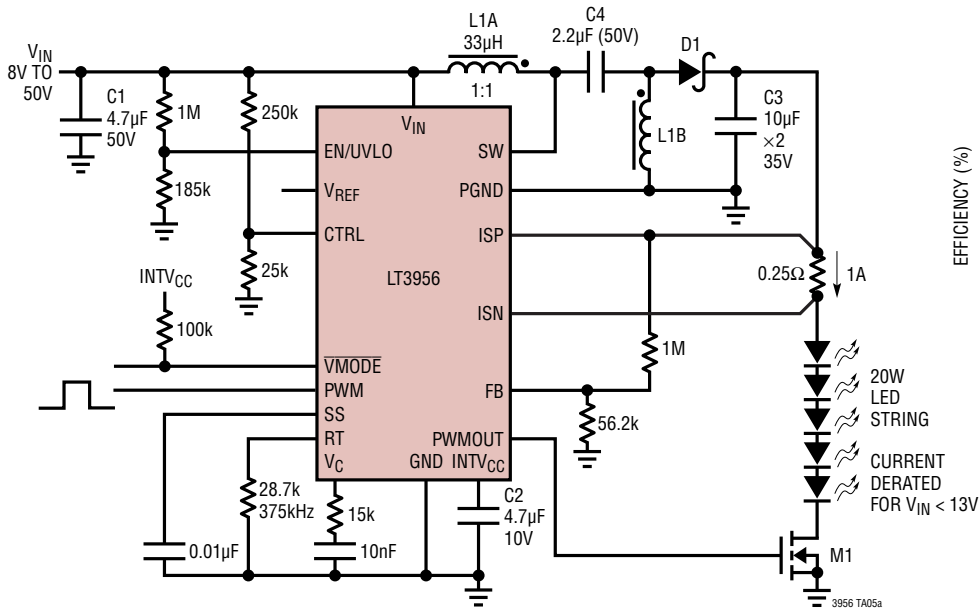 V_IN
8V TO
50V
C1
4.7µF
50V
1M
185k
250k
25k
L1A
33µH
1:1
C4
2.2µF (50V)
D1
L1B
C3
10µF
×2
35V
V_IN
EN/UVLO
V_REF
CTRL
LT3956
VMODE
PWM
SS
RT
V_C
GND
INTV_CC
SW
PGND
ISP
ISN
FB
PWMOUT
INTV_CC
100k
0.25Ω
1A
1M
56.2k
20W
LED
STRING
CURRENT
DERATED
FOR V_IN < 13V
28.7k
375kHz
15k
0.01µF
10nF
C2
4.7µF
10V
M1
3956 TA05a
EFFICIENCY (%)